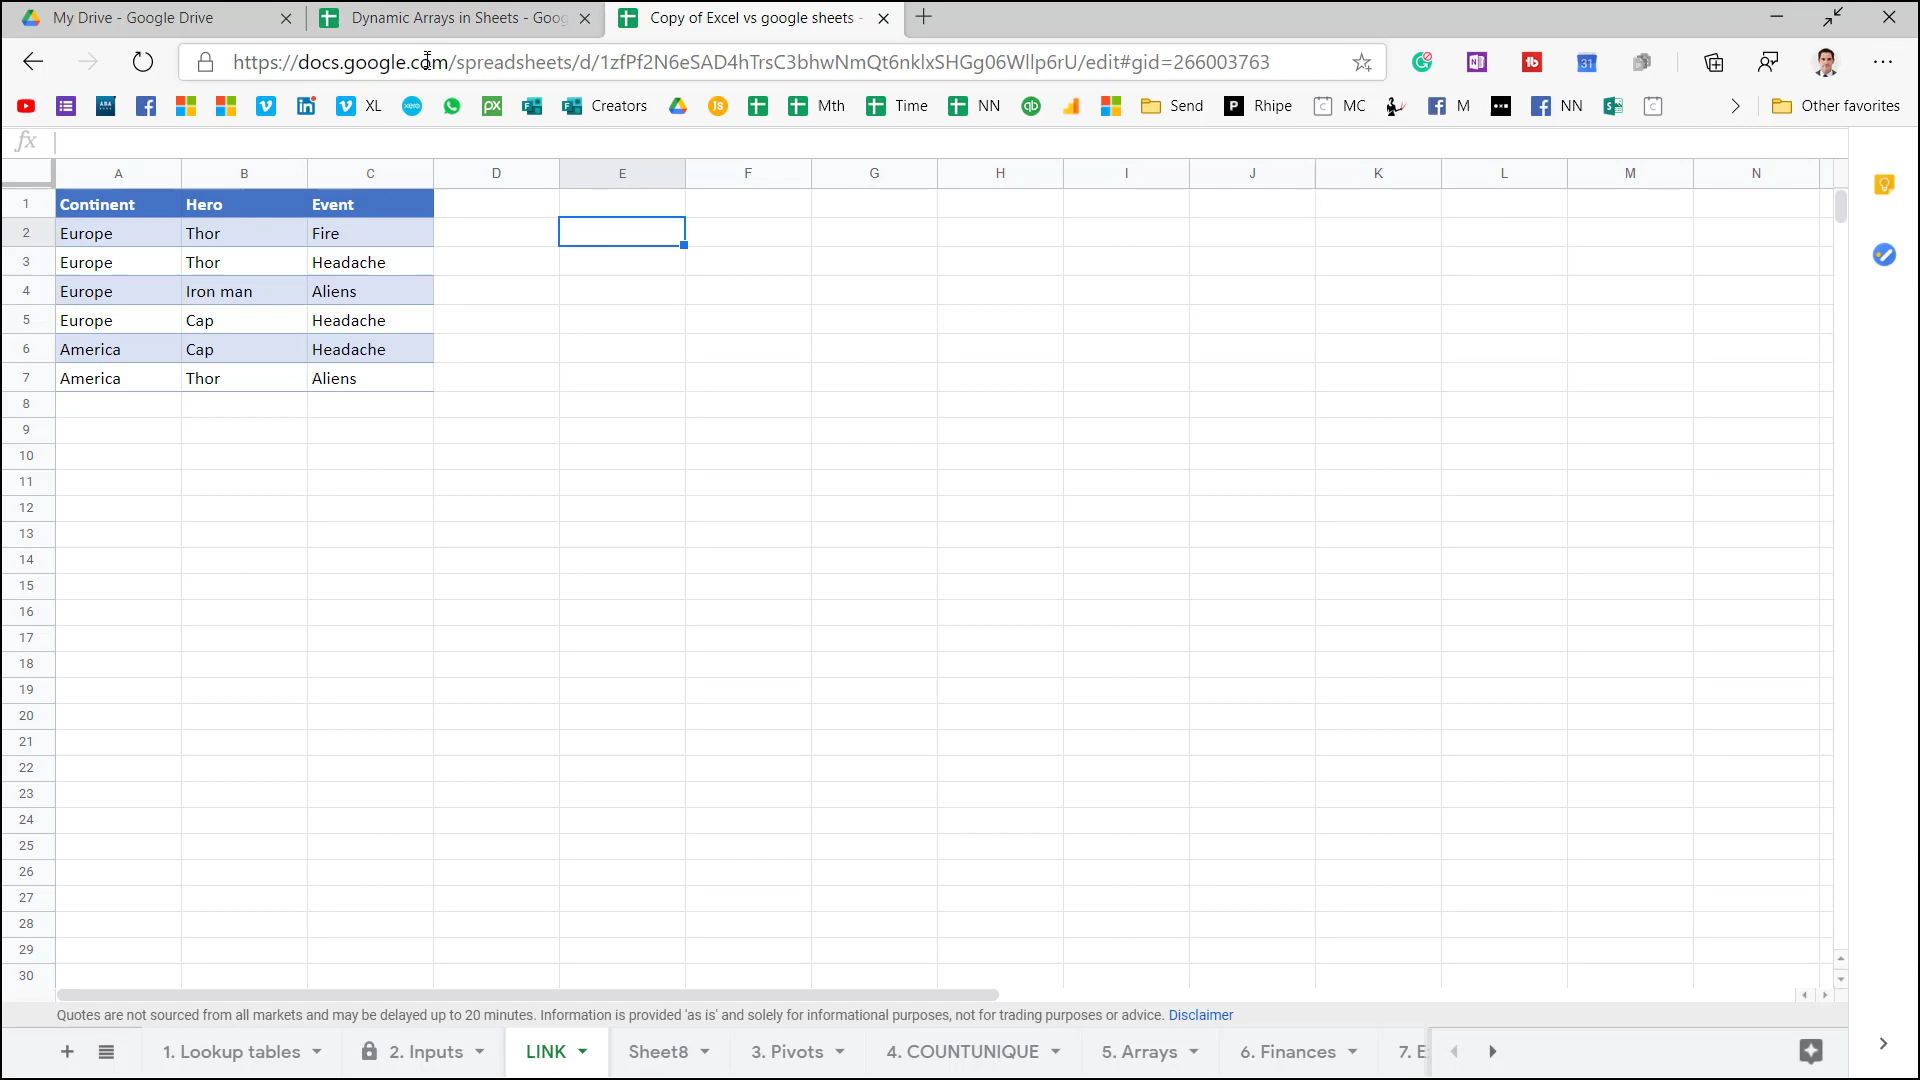 My Drive - Google Drive
Dynamic Arrays in Sheets - Goog
Copy of Excel vs google sheets -
https://docs.google.com/spreadsheets/d/1zfPf2N6eSAD4hTrsC3bhwNmQt6nklxSHGg06Wllp6rU/edit#gid=266003763
XL Creators Mth Time NN Send Rhipe MC M NN Other favorites
fx
A B C D E F G H I J K L M N
1 Continent Hero Event
2 Europe Thor Fire
3 Europe Thor Headache
4 Europe Iron man Aliens
5 Europe Cap Headache
6 America Cap Headache
7 America Thor Aliens
8
9
10
11
12
13
14
15
16
17
18
19
20
21
22
23
24
25
26
27
28
29
30
Quotes are not sourced from all markets and may be delayed up to 20 minutes. Information is provided 'as is' and solely for informational purposes, not for trading purposes or advice. Disclaimer
1. Lookup tables 2. Inputs LINK Sheet8 3. Pivots 4. COUNTUNIQUE 5. Arrays 6. Finances 7. E